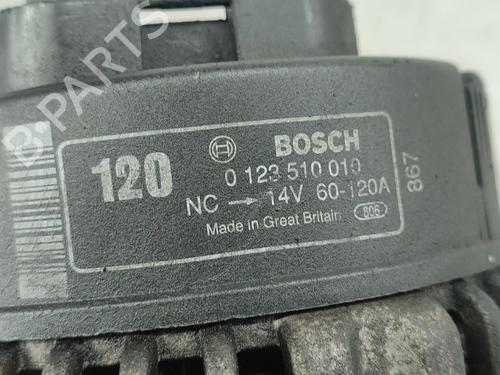 B-PARTS
120
BOSCH
0 123 510 010
NC → 14V 60-120A
Made in Great Britain 806
867